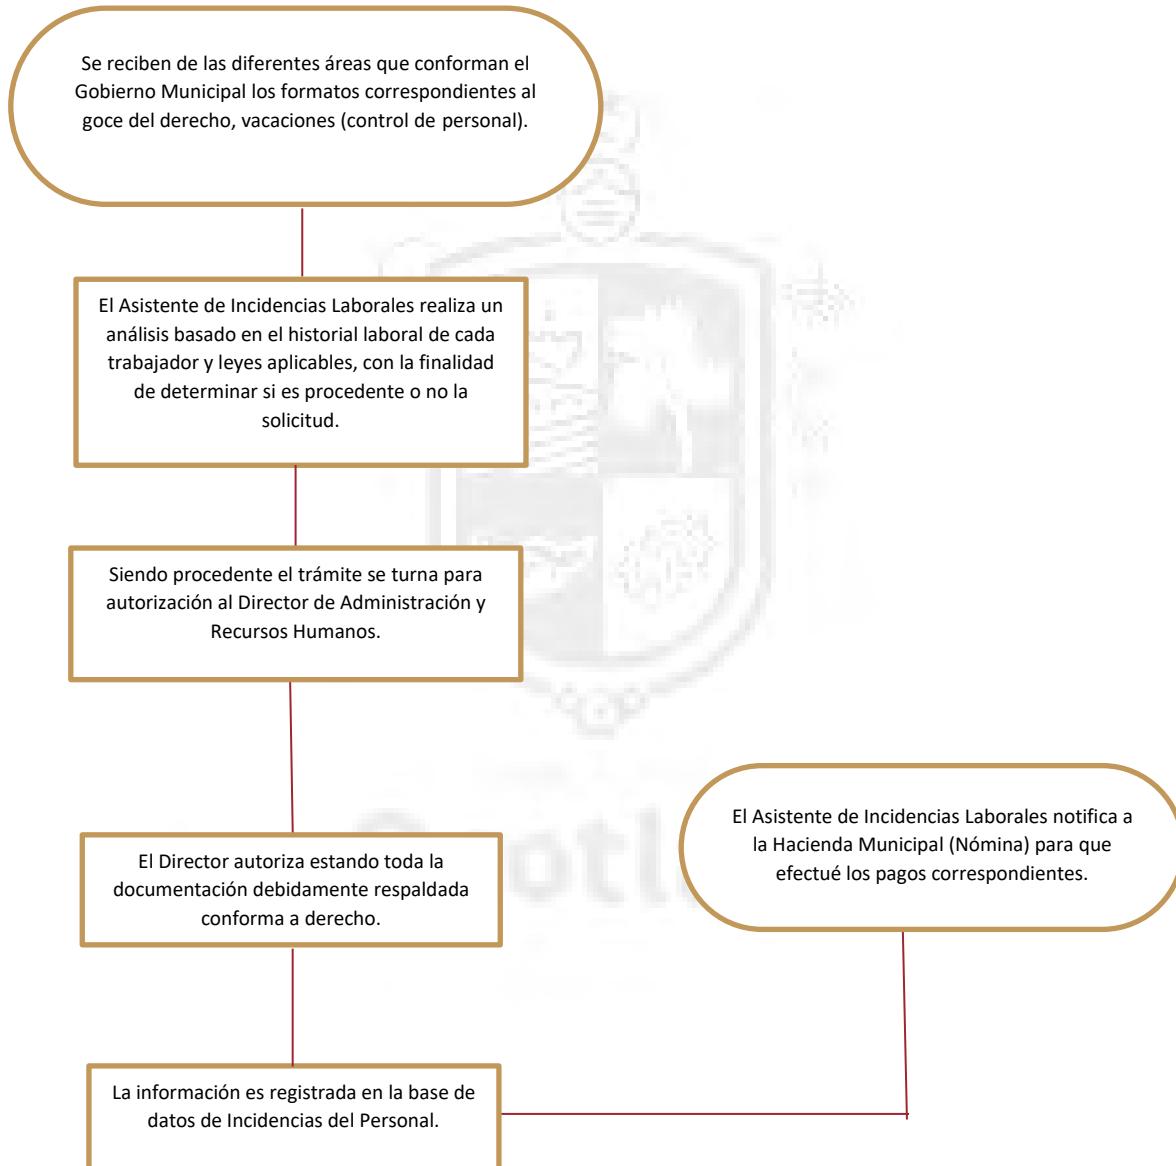 Se reciben de las diferentes áreas que conforman el
Gobierno Municipal los formatos correspondientes al
goce del derecho, vacaciones (control de personal).
El Asistente de Incidencias Laborales realiza un
análisis basado en el historial laboral de cada
trabajador y leyes aplicables, con la finalidad
de determinar si es procedente o no la
solicitud.
Siendo procedente el trámite se turna para
autorización al Director de Administración y
Recursos Humanos.
El Director autoriza estando toda la
documentación debidamente respaldada
conforma a derecho.
La información es registrada en la base de
datos de Incidencias del Personal.
El Asistente de Incidencias Laborales notifica a
la Hacienda Municipal (Nómina) para que
efectué los pagos correspondientes.